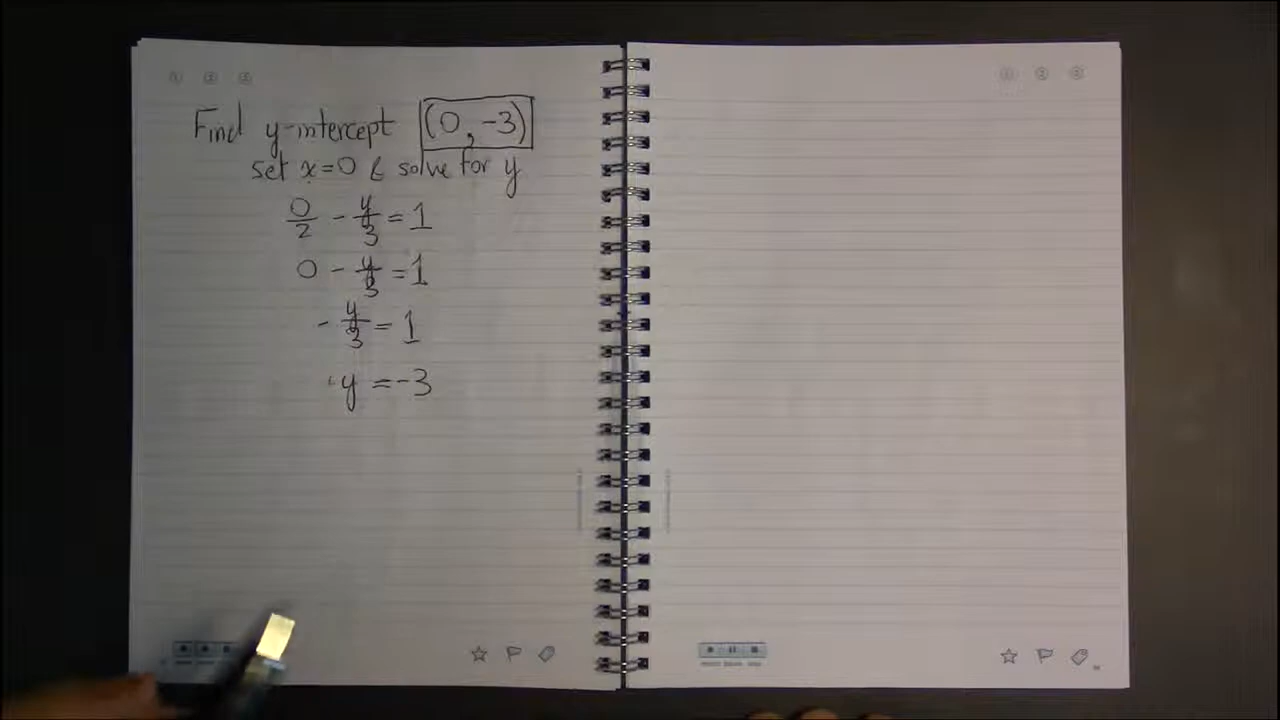 Find y-intercept (0, -3)
set x=0 & solve for y
0/2 - y/3 = 1
0 - y/3 = 1
- y/3 = 1
y = -3